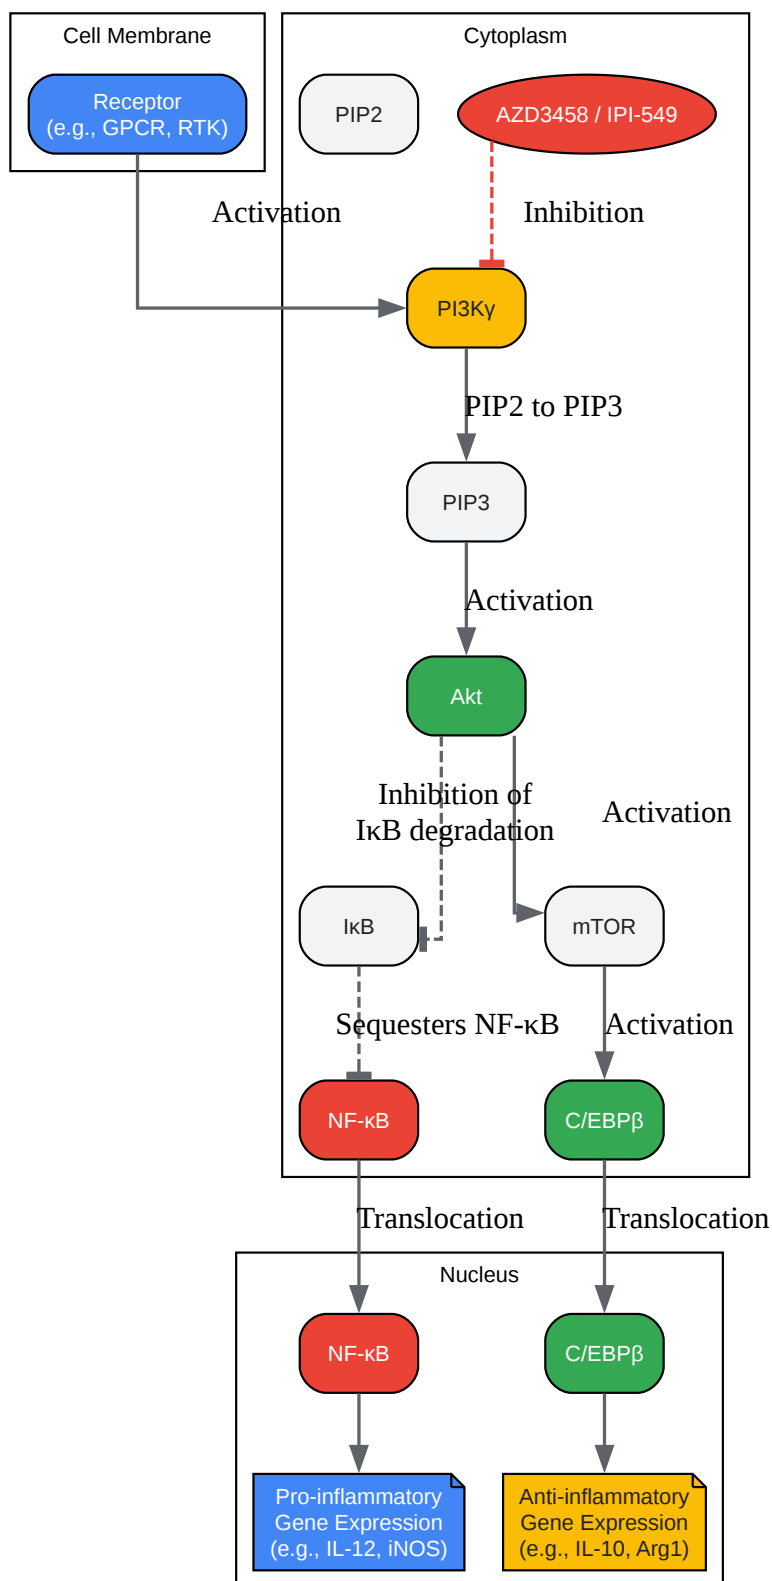 Cell Membrane
Cytoplasm
Receptor
(e.g., GPCR, RTK)
PIP2
AZD3458 / IPI-549
Activation
Inhibition
PI3Kγ
PIP2 to PIP3
PIP3
Activation
Akt
Inhibition of
IκB degradation
Activation
IκB
mTOR
Sequesters NF-κB
Activation
NF-κB
C/EBPβ
Translocation
Translocation
Nucleus
NF-κB
C/EBPβ
Pro-inflammatory
Gene Expression
(e.g., IL-12, iNOS)
Anti-inflammatory
Gene Expression
(e.g., IL-10, Arg1)